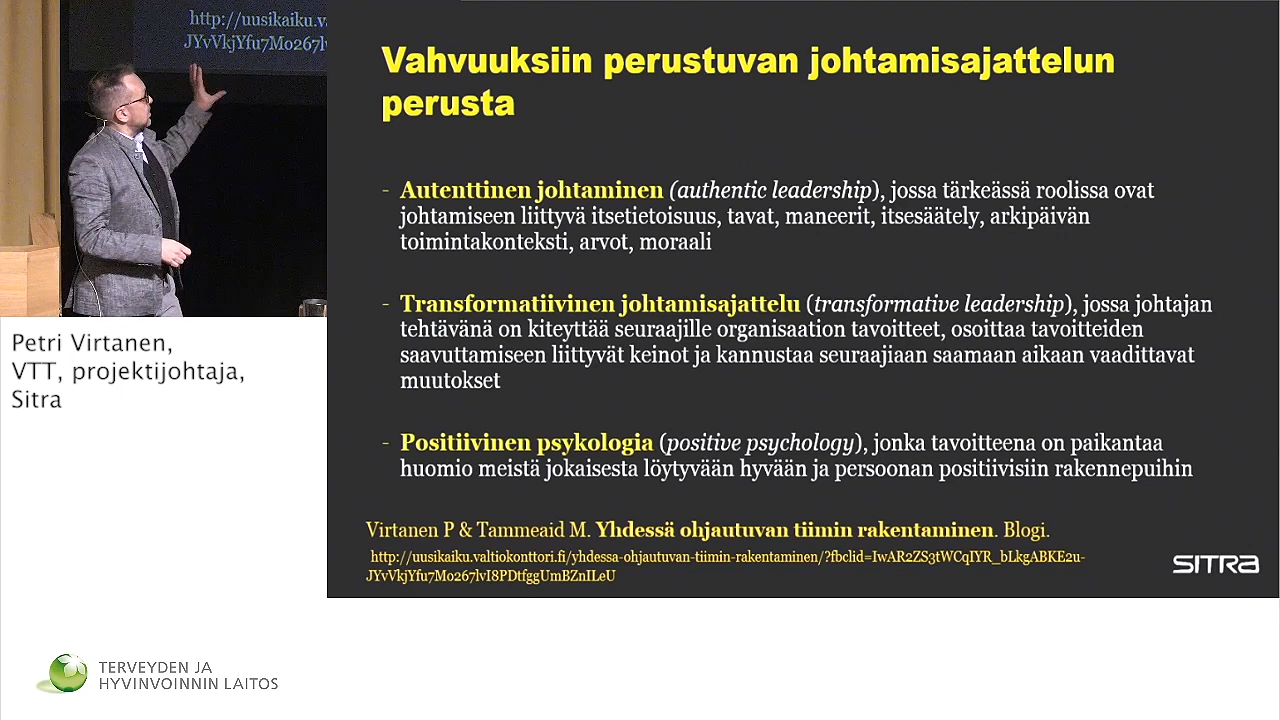 http://uusikaiku.va
JYvVkjYfu7Mo267lv
Vahvuuksiin perustuvan johtamisajattelun
perusta
- Autenttinen johtaminen (authentic leadership), jossa tärkeässä roolissa ovat
johtamiseen liittyvä itsetietoisuus, tavat, maneerit, itsesäätely, arkipäivän
toimintakonteksti, arvot, moraali
- Transformatiivinen johtamisajattelu (transformative leadership), jossa johtajan
tehtävänä on kiteyttää seuraajille organisaation tavoitteet, osoittaa tavoitteiden
saavuttamiseen liittyvät keinot ja kannustaa seuraajiaan saamaan aikaan vaadittavat
muutokset
- Positiivinen psykologia (positive psychology), jonka tavoitteena on paikantaa
huomio meistä jokaisesta löytyvään hyvään ja persoonan positiivisiin rakennepuihin
Virtanen P & Tammeaid M. Yhdessä ohjautuvan tiimin rakentaminen. Blogi.
http://uusikaiku.valtiokonttori.fi/yhdessa-ohjautuvan-tiimin-rakentaminen/?fbclid=IwAR2ZS3tWCqIYR_bLkgABKE2u-
JYvVkjYfu7Mo267lvI8PDtfggUmBZnILeU
SITRA
Petri Virtanen,
VTT, projektijohtaja,
Sitra
TERVEYDEN JA
HYVINVOINNIN LAITOS